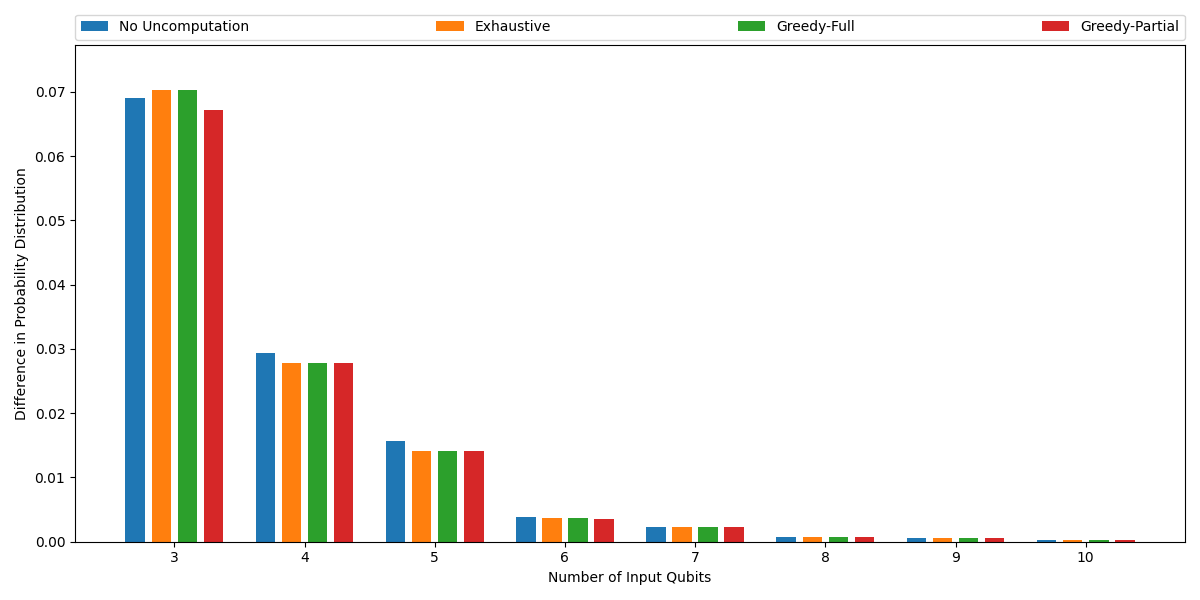 No Uncomputation Exhaustive Greedy-Full Greedy-Partial
Difference in Probability Distribution
0.07
0.06
0.05
0.04
0.03
0.02
0.01
0.00
3 4 5 6 7 8 9 10
Number of Input Qubits